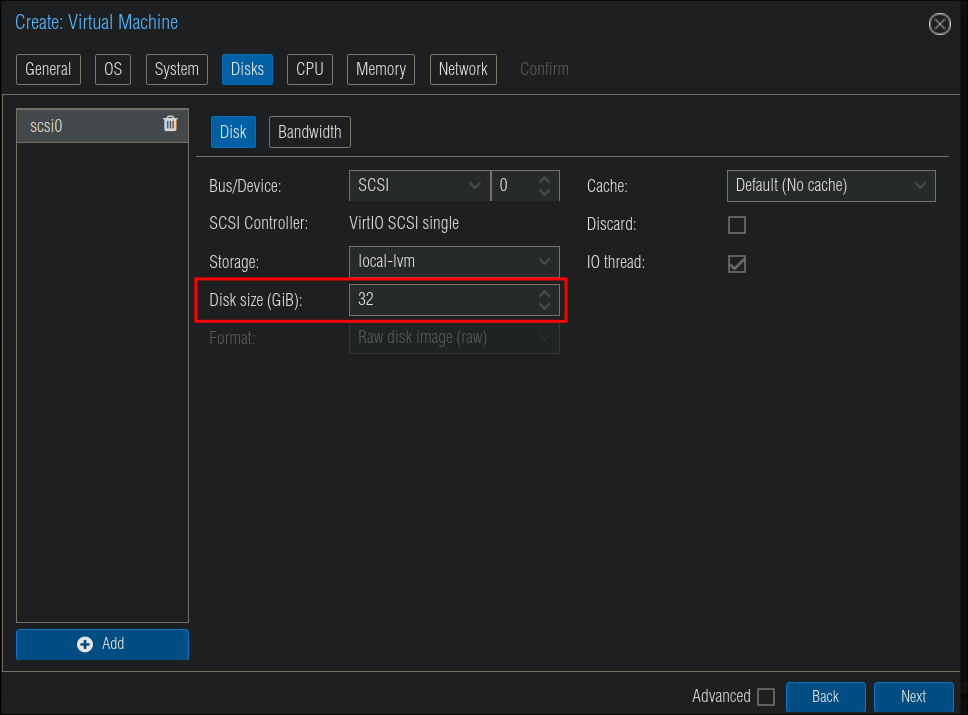 Create: Virtual Machine
General OS System Disks CPU Memory Network Confirm
scsi0
Disk Bandwidth
Bus/Device: SCSI 0 Cache: Default (No cache)
SCSI Controller: VirtIO SCSI single Discard:
Storage: local-lvm IO thread:
Disk size (GiB): 32
Format: Raw disk image (raw)
Add
Advanced Back Next